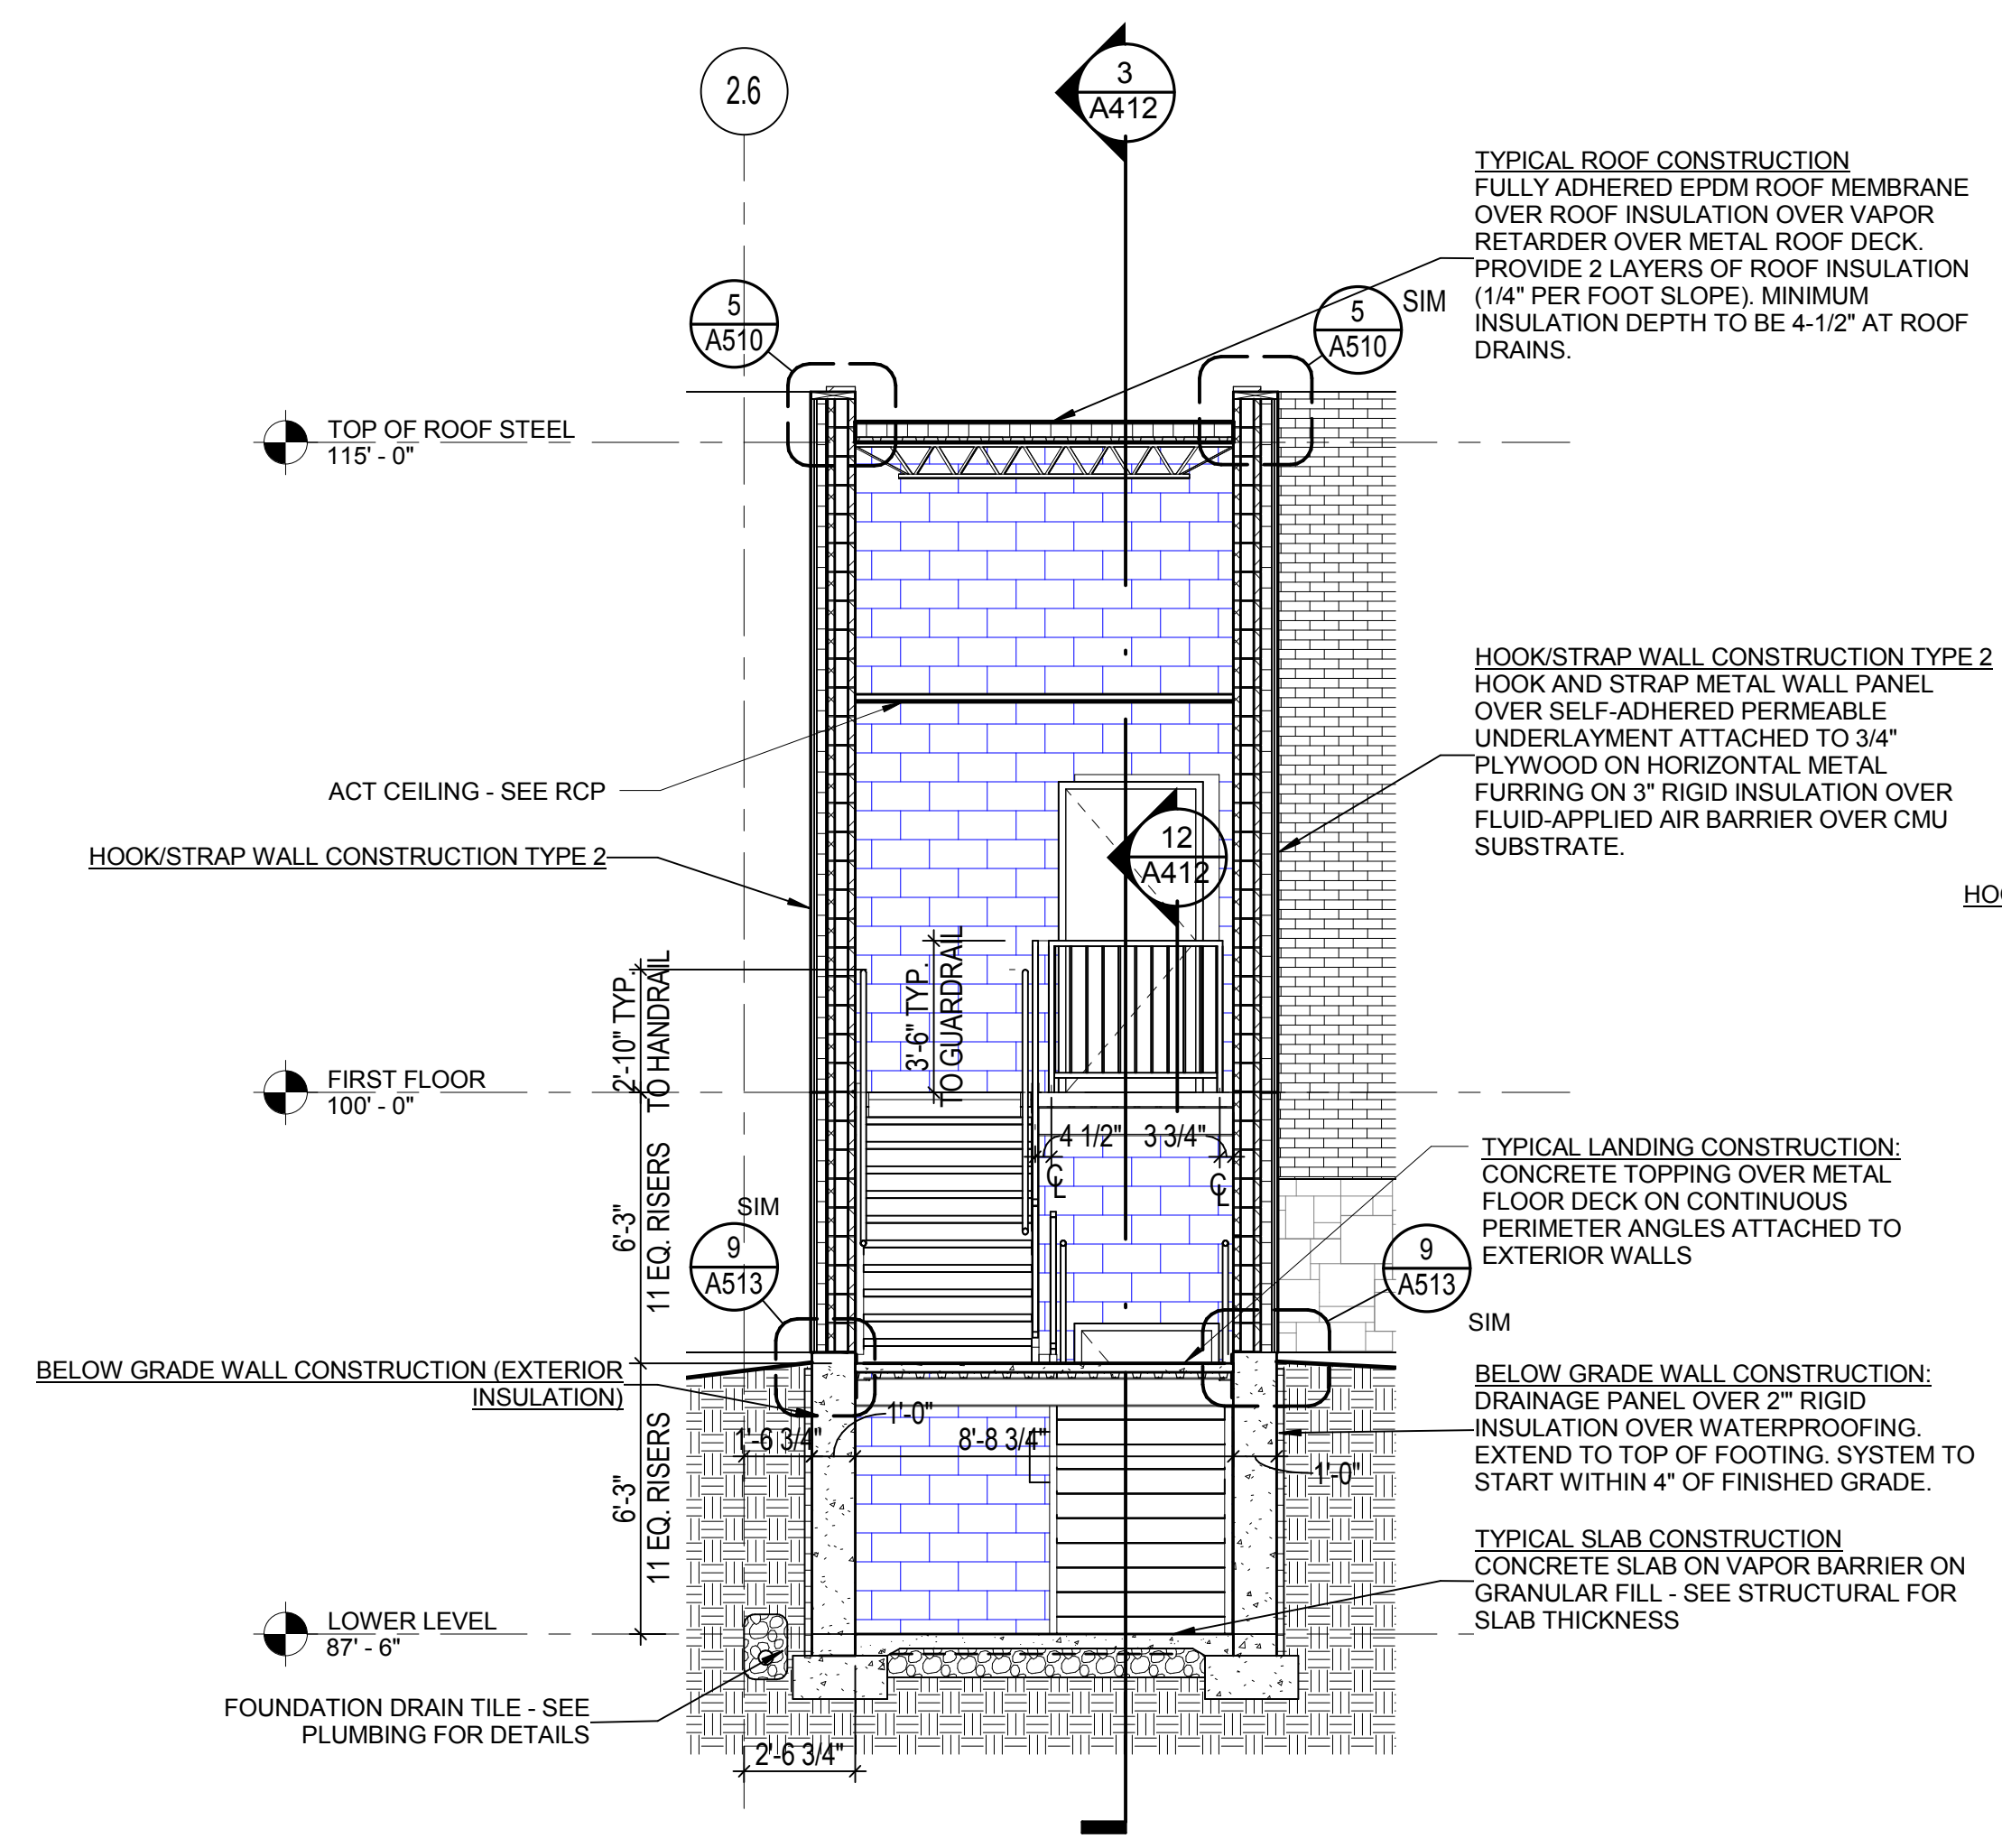 2.6
3
A412
TYPICAL ROOF CONSTRUCTION
FULLY ADHERED EPDM ROOF MEMBRANE
OVER ROOF INSULATION OVER VAPOR
RETARDER OVER METAL ROOF DECK.
PROVIDE 2 LAYERS OF ROOF INSULATION
(1/4" PER FOOT SLOPE). MINIMUM
INSULATION DEPTH TO BE 4-1/2" AT ROOF
DRAINS.
5
A510
5
A510
SIM
TOP OF ROOF STEEL
115' - 0"
HOOK/STRAP WALL CONSTRUCTION TYPE 2
HOOK AND STRAP METAL WALL PANEL
OVER SELF-ADHERED PERMEABLE
UNDERLAYMENT ATTACHED TO 3/4"
PLYWOOD ON HORIZONTAL METAL
FURRING ON 3" RIGID INSULATION OVER
FLUID-APPLIED AIR BARRIER OVER CMU
SUBSTRATE.
ACT CEILING - SEE RCP
HOOK/STRAP WALL CONSTRUCTION TYPE 2
12
A412
HO
2'-10" TYP.
TO HANDRAIL
3'-6" TYP.
TO GUARDRAIL
FIRST FLOOR
100' - 0"
4 1/2"
3 3/4"
CL
CL
6'-3"
11 EQ. RISERS
TYPICAL LANDING CONSTRUCTION:
CONCRETE TOPPING OVER METAL
FLOOR DECK ON CONTINUOUS
PERIMETER ANGLES ATTACHED TO
EXTERIOR WALLS
SIM
9
A513
9
A513
SIM
BELOW GRADE WALL CONSTRUCTION (EXTERIOR
INSULATION)
BELOW GRADE WALL CONSTRUCTION:
DRAINAGE PANEL OVER 2'" RIGID
INSULATION OVER WATERPROOFING.
EXTEND TO TOP OF FOOTING. SYSTEM TO
START WITHIN 4" OF FINISHED GRADE.
1'-6 3/4"
1'-0"
8'-8 3/4"
1'-0"
6'-3"
11 EQ. RISERS
TYPICAL SLAB CONSTRUCTION
CONCRETE SLAB ON VAPOR BARRIER ON
GRANULAR FILL - SEE STRUCTURAL FOR
SLAB THICKNESS
LOWER LEVEL
87' - 6"
FOUNDATION DRAIN TILE - SEE
PLUMBING FOR DETAILS
2'-6 3/4"